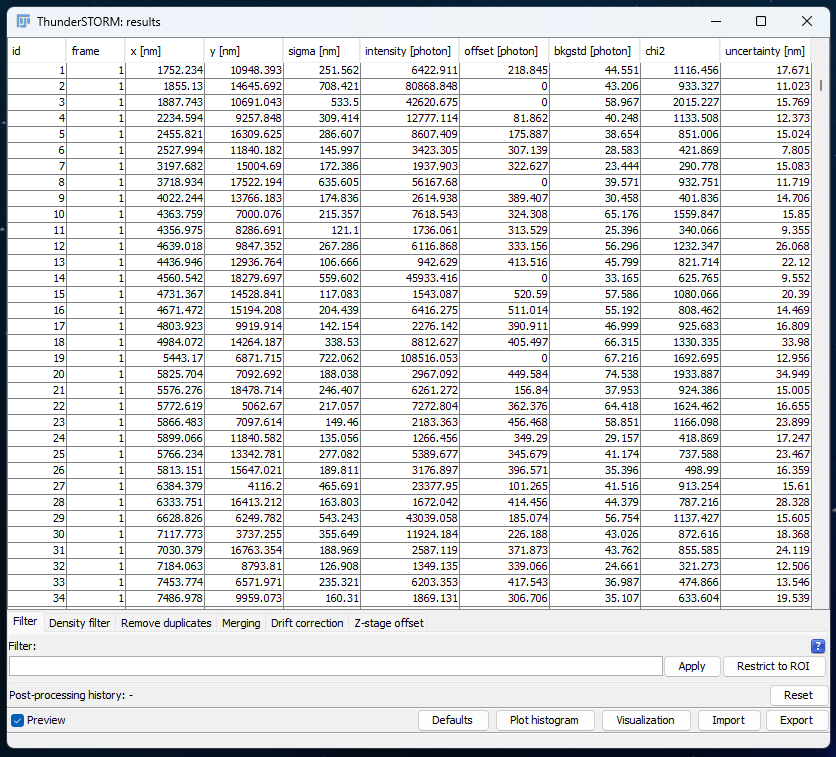 ThunderSTORM: results
id frame x [nm] y [nm] sigma [nm] intensity [photon] offset [photon] bkgstd [photon] chi2 uncertainty [nm]
1 1 1752.234 10948.393 251.562 6422.911 218.845 44.551 1116.456 17.671
2 1 1855.13 14645.692 708.421 80868.848 0 43.206 933.327 11.023
3 1 1887.743 10691.043 533.5 42620.675 0 58.967 2015.227 15.769
4 1 2234.594 9257.848 309.414 12777.114 81.862 40.248 1133.508 12.373
5 1 2455.821 16309.625 286.607 8607.409 175.887 38.654 851.006 15.024
6 1 2527.994 11840.182 145.997 3423.305 307.139 28.583 421.869 7.805
7 1 3197.682 15004.69 172.386 1937.903 322.627 23.444 290.778 15.083
8 1 3718.934 17522.194 635.605 56167.68 0 39.571 932.751 11.719
9 1 4022.244 13766.183 174.836 2614.938 389.407 30.458 401.836 14.706
10 1 4363.759 7000.076 215.357 7618.543 324.308 65.176 1559.847 15.85
11 1 4356.975 8286.691 121.1 1736.061 313.529 25.396 340.066 9.355
12 1 4639.018 9847.352 267.286 6116.868 333.156 56.296 1232.347 26.068
13 1 4436.946 12936.764 106.666 942.629 413.516 45.799 821.714 22.12
14 1 4560.542 18279.697 559.602 45933.416 0 33.165 625.765 9.552
15 1 4731.367 14528.841 117.083 1543.087 520.59 57.586 1080.066 20.39
16 1 4671.472 15194.208 204.439 6416.275 511.014 55.192 808.462 14.469
17 1 4803.923 9919.914 142.154 2276.142 390.911 46.999 925.683 16.809
18 1 4984.072 14264.187 338.53 8812.627 405.497 66.315 1330.335 33.98
19 1 5443.17 6871.715 722.062 108516.053 0 67.216 1692.695 12.956
20 1 5825.704 7092.692 188.038 2967.092 449.584 74.538 1933.887 34.949
21 1 5576.276 18478.714 246.407 6261.272 156.84 37.953 924.386 15.005
22 1 5772.619 5062.67 217.057 7272.804 362.376 64.418 1624.462 16.655
23 1 5866.483 7097.614 149.46 2183.363 456.468 58.851 1166.098 23.899
24 1 5899.066 11840.582 135.056 1266.456 349.29 29.157 418.869 17.247
25 1 5766.234 13342.781 277.082 5389.677 345.679 41.174 737.588 23.467
26 1 5813.151 15647.021 189.811 3176.897 396.571 35.396 498.99 16.359
27 1 6384.379 4116.2 465.691 23377.95 101.265 41.516 913.254 15.61
28 1 6333.751 16413.212 163.803 1672.042 414.456 44.379 787.216 28.328
29 1 6628.826 6249.782 543.243 43039.058 185.074 56.754 1137.427 15.605
30 1 7117.773 3737.255 355.649 11924.184 226.188 43.026 872.616 18.368
31 1 7030.379 16763.354 188.969 2587.119 371.873 43.762 855.585 24.119
32 1 7184.063 8793.81 126.908 1349.135 339.066 24.661 321.273 12.506
33 1 7453.774 6571.971 235.321 6203.353 417.543 36.987 474.866 13.546
34 1 7486.978 9959.073 160.31 1869.131 306.706 35.107 633.604 19.539
Filter Density filter Remove duplicates Merging Drift correction Z-stage offset
Filter: ?
Apply Restrict to ROI
Post-processing history: - Reset
Preview Defaults Plot histogram Visualization Import Export